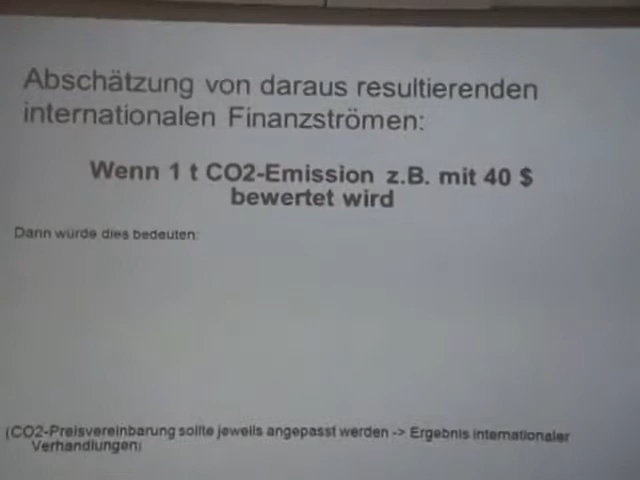 Abschätzung von daraus resultierenden
internationalen Finanzströmen:
Wenn 1 t CO2-Emission z.B. mit 40 $
bewertet wird
Dann würde dies bedeuten:
(CO2-Preisvereinbarung sollte jeweils angepasst werden -> Ergebnis internationaler
Verhandlungen)